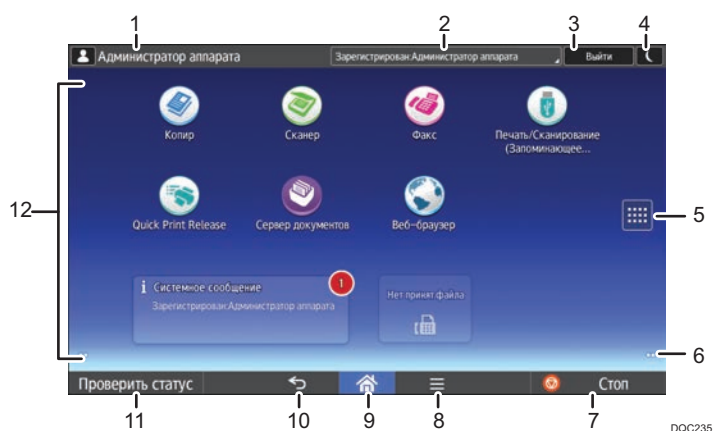 1
2
3
4
Администратор аппарата
Зарегистрирован:Администратор аппарата
Выйти
Копир
Сканер
Факс
Печать/Сканирование
(Запоминающее...
12
5
Quick Print Release
Сервер документов
Веб-браузер
i Системное сообщение
1
Зарегистрирован:Администратор аппарата
Нет принят.файла
6
Проверить статус
Стоп
11
10
9
8
7
DQC235